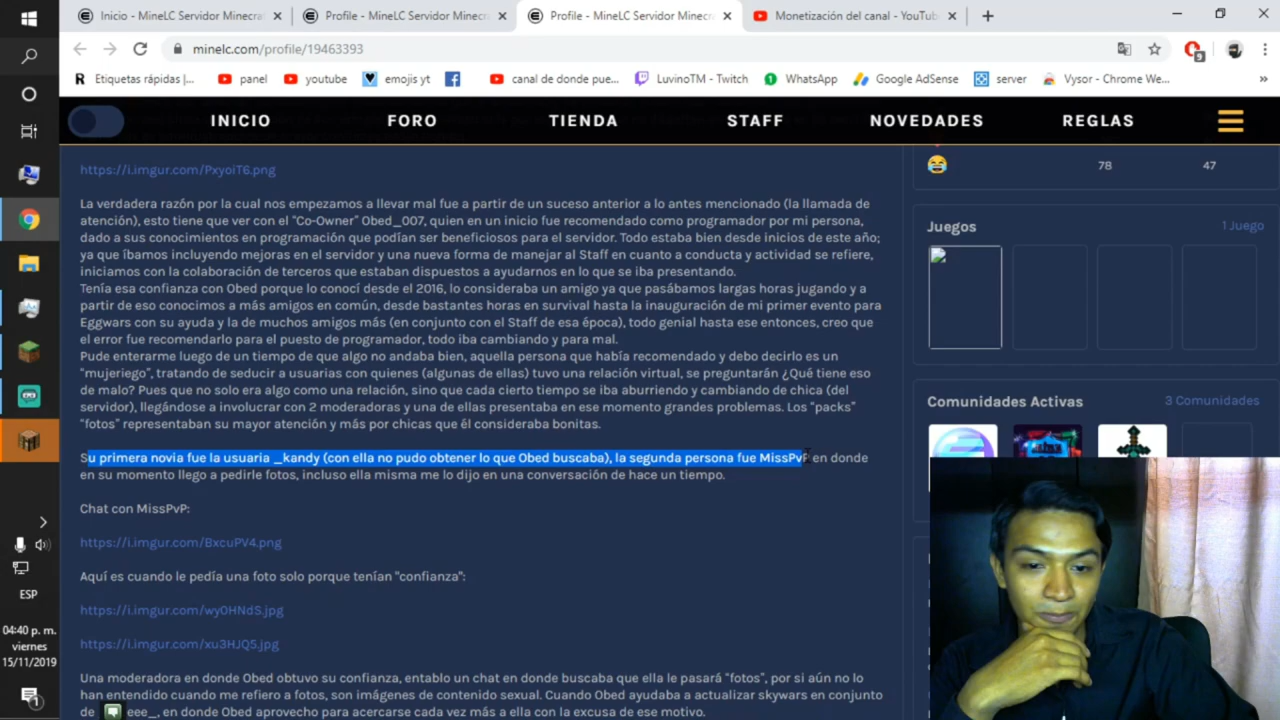 Inicio - MineLC Servidor Minecra
Profile - MineLC Servidor Minecra
Profile - MineLC Servidor Minecra
Monetización del canal - YouTub
minelc.com/profile/19463393
9
Etiquetas rápidas |...
panel
youtube
emojis yt
canal de donde pue...
LuvinoTM - Twitch
WhatsApp
Google AdSense
server
Vysor - Chrome We...
INICIO
FORO
TIENDA
STAFF
NOVEDADES
REGLAS
https://i.imgur.com/PxyoiT6.png
La verdadera razón por la cual nos empezamos a llevar mal fue a partir de un suceso anterior a lo antes mencionado (la llamada de
atención), esto tiene que ver con el "Co-Owner" Obed_007, quien en un inicio fue recomendado como programador por mi persona,
dado a sus conocimientos en programación que podían ser beneficiosos para el servidor. Todo estaba bien desde inicios de este año;
ya que íbamos incluyendo mejoras en el servidor y una nueva forma de manejar al Staff en cuanto a conducta y actividad se refiere,
iniciamos con la colaboración de terceros que estaban dispuestos a ayudarnos en lo que se iba presentando.
Tenía esa confianza con Obed porque lo conocí desde el 2016, lo consideraba un amigo ya que pasábamos largas horas jugando y a
partir de eso conocimos a más amigos en común, desde bastantes horas en survival hasta la inauguración de mi primer evento para
Eggwars con su ayuda y la de muchos amigos más (en conjunto con el Staff de esa época), todo genial hasta ese entonces, creo que
el error fue recomendarlo para el puesto de programador, todo iba cambiando y para mal.
Pude enterarme luego de un tiempo de que algo no andaba bien, aquella persona que había recomendado y debo decirlo es un
"mujeriego", tratando de seducir a usuarias con quienes (algunas de ellas) tuvo una relación virtual, se preguntarán ¿Qué tiene eso
de malo? Pues que no solo era algo como una relación, sino que cada cierto tiempo se iba aburriendo y cambiando de chica (del
servidor), llegándose a involucrar con 2 moderadoras y una de ellas presentaba en ese momento grandes problemas. Los "packs"
"fotos" representaban su mayor atención y más por chicas que él consideraba bonitas.
Su primera novia fue la usuaria _kandy (con ella no pudo obtener lo que Obed buscaba), la segunda persona fue MissPvP en donde
en su momento llego a pedirle fotos, incluso ella misma me lo dijo en una conversación de hace un tiempo.
Chat con MissPvP:
https://i.imgur.com/BxcuPV4.png
Aquí es cuando le pedía una foto solo porque tenían "confianza":
https://i.imgur.com/wy0HNdS.jpg
https://i.imgur.com/xu3HJQ5.jpg
Una moderadora en donde Obed obtuvo su confianza, entablo un chat en donde buscaba que ella le pasará "fotos", por si aún no lo
han entendido cuando me refiero a fotos, son imágenes de contenido sexual. Cuando Obed ayudaba a actualizar skywars en conjunto
de eee_, en donde Obed aprovecho para acercarse cada vez más a ella con la excusa de ese motivo.
78
47
Juegos
1 Juego
Comunidades Activas
3 Comunidades
ESP
04:40 p. m.
viernes
15/11/2019
1